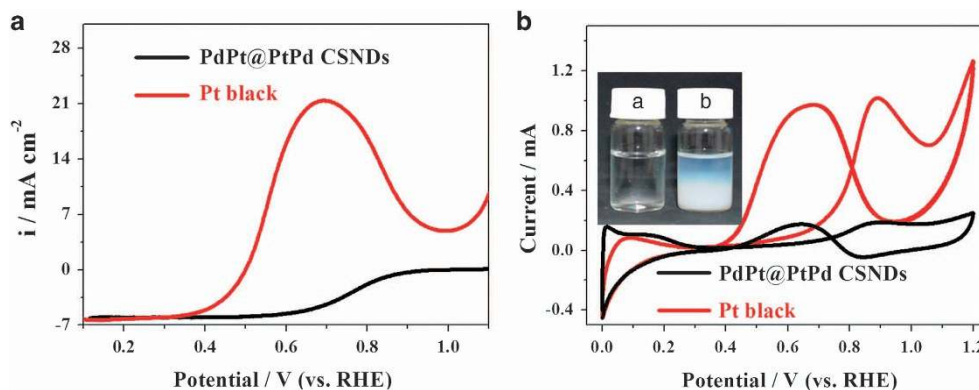 a
28
21
14
7
0
-7
i / mA cm⁻²
PdPt@PtPd CSNDs
Pt black
0.2 0.4 0.6 0.8 1.0
Potential / V (vs. RHE)
b
1.2
0.8
0.4
0.0
-0.4
Current / mA
a b
PdPt@PtPd CSNDs
Pt black
0.0 0.2 0.4 0.6 0.8 1.0 1.2
Potential / V (vs. RHE)